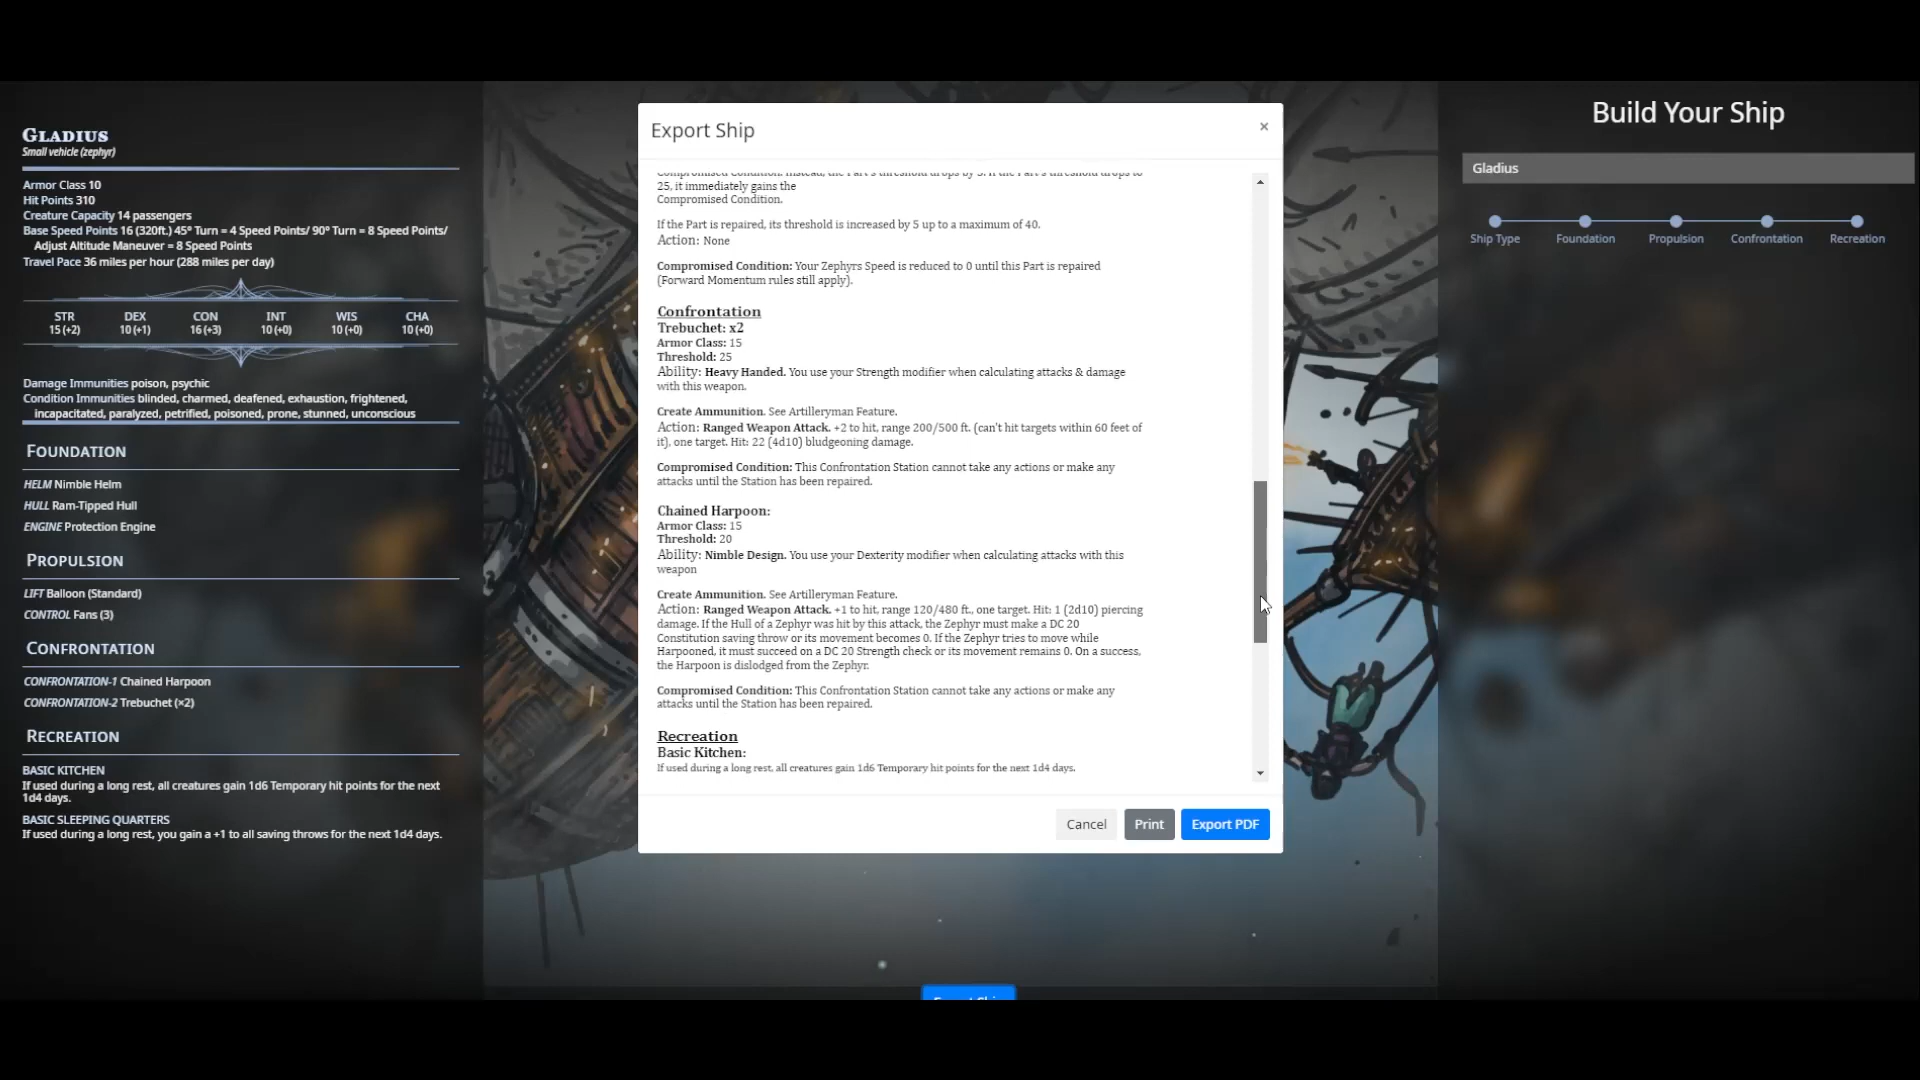 GLADIUS
Small vehicle (zephyr)
Armor Class 10
Hit Points 310
Creature Capacity 14 passengers
Base Speed Points 16 (320ft.) 45° Turn = 4 Speed Points/ 90° Turn = 8 Speed Points/
Adjust Altitude Maneuver = 8 Speed Points
Travel Pace 36 miles per hour (288 miles per day)
STR DEX CON INT WIS CHA
15 (+2) 10 (+1) 16 (+3) 10 (+0) 10 (+0) 10 (+0)
Damage Immunities poison, psychic
Condition Immunities blinded, charmed, deafened, exhaustion, frightened,
incapacitated, paralyzed, petrified, poisoned, prone, stunned, unconscious
FOUNDATION
HELM Nimble Helm
HULL Ram-Tipped Hull
ENGINE Protection Engine
PROPULSION
LIFT Balloon (Standard)
CONTROL Fans (3)
CONFRONTATION
CONFRONTATION-1 Chained Harpoon
CONFRONTATION-2 Trebuchet (×2)
RECREATION
BASIC KITCHEN
If used during a long rest, all creatures gain 1d6 Temporary hit points for the next
1d4 days.
BASIC SLEEPING QUARTERS
If used during a long rest, you gain a +1 to all saving throws for the next 1d4 days.
Export Ship
×
Compromised Condition. Instead, the Part's threshold drops by 5. If the Part's threshold drops to
25, it immediately gains the
Compromised Condition.
If the Part is repaired, its threshold is increased by 5 up to a maximum of 40.
Action: None
Compromised Condition: Your Zephyrs Speed is reduced to 0 until this Part is repaired
(Forward Momentum rules still apply).
Confrontation
Trebuchet: x2
Armor Class: 15
Threshold: 25
Ability: Heavy Handed. You use your Strength modifier when calculating attacks & damage
with this weapon.
Create Ammunition. See Artilleryman Feature.
Action: Ranged Weapon Attack. +2 to hit, range 200/500 ft. (can't hit targets within 60 feet of
it), one target. Hit: 22 (4d10) bludgeoning damage.
Compromised Condition: This Confrontation Station cannot take any actions or make any
attacks until the Station has been repaired.
Chained Harpoon:
Armor Class: 15
Threshold: 20
Ability: Nimble Design. You use your Dexterity modifier when calculating attacks with this
weapon
Create Ammunition. See Artilleryman Feature.
Action: Ranged Weapon Attack. +1 to hit, range 120/480 ft., one target. Hit: 1 (2d10) piercing
damage. If the Hull of a Zephyr was hit by this attack, the Zephyr must make a DC 20
Constitution saving throw or its movement becomes 0. If the Zephyr tries to move while
Harpooned, it must succeed on a DC 20 Strength check or its movement remains 0. On a success,
the Harpoon is dislodged from the Zephyr.
Compromised Condition: This Confrontation Station cannot take any actions or make any
attacks until the Station has been repaired.
Recreation
Basic Kitchen:
If used during a long rest, all creatures gain 1d6 Temporary hit points for the next 1d4 days.
Cancel Print Export PDF
Export Ship
Build Your Ship
Gladius
Ship Type Foundation Propulsion Confrontation Recreation